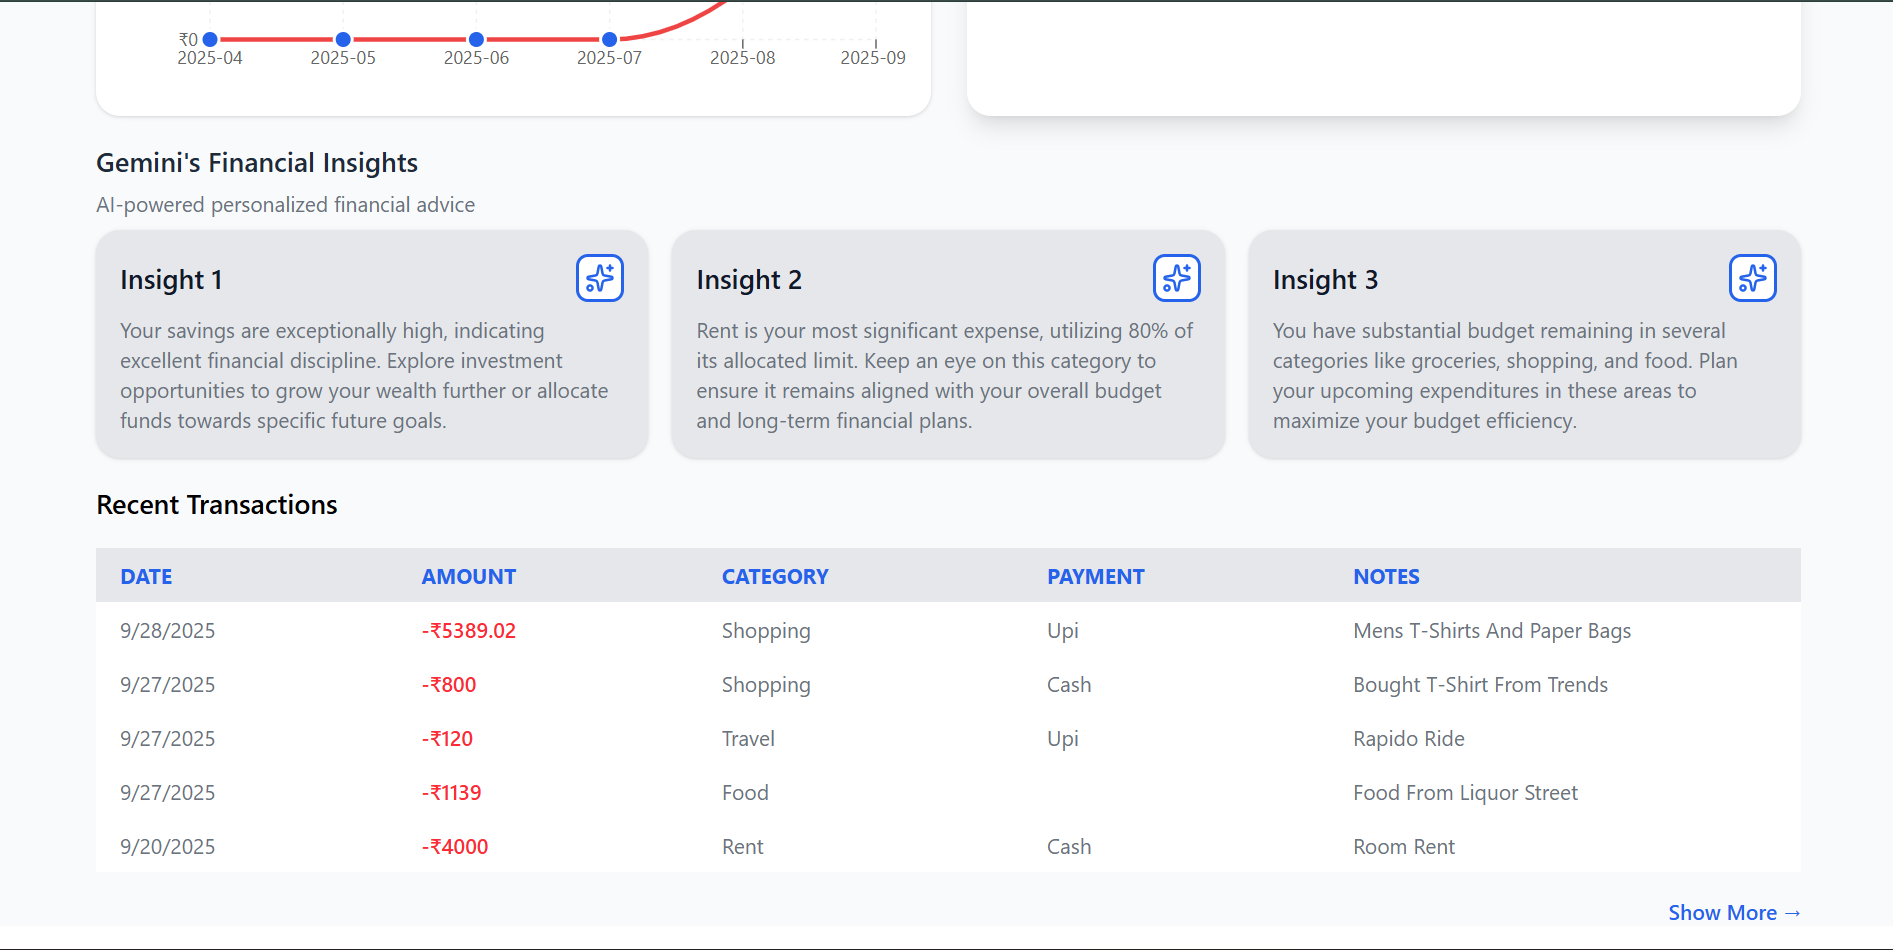 ₹0
2025-04 2025-05 2025-06 2025-07 2025-08 2025-09
Gemini's Financial Insights
AI-powered personalized financial advice
Insight 1
Your savings are exceptionally high, indicating
excellent financial discipline. Explore investment
opportunities to grow your wealth further or allocate
funds towards specific future goals.
Insight 2
Rent is your most significant expense, utilizing 80% of
its allocated limit. Keep an eye on this category to
ensure it remains aligned with your overall budget
and long-term financial plans.
Insight 3
You have substantial budget remaining in several
categories like groceries, shopping, and food. Plan
your upcoming expenditures in these areas to
maximize your budget efficiency.
Recent Transactions
DATE AMOUNT CATEGORY PAYMENT NOTES
9/28/2025 -₹5389.02 Shopping Upi Mens T-Shirts And Paper Bags
9/27/2025 -₹800 Shopping Cash Bought T-Shirt From Trends
9/27/2025 -₹120 Travel Upi Rapido Ride
9/27/2025 -₹1139 Food Food From Liquor Street
9/20/2025 -₹4000 Rent Cash Room Rent
Show More →